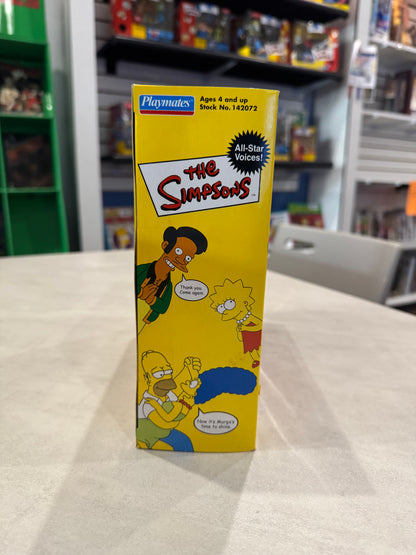 Playmates
Ages 4 and up
Stock No. 142072
All-Star
Voices!
THE
SIMPSONS
TM
Thank you.
Come again.
Now it's Marge's
time to shine.